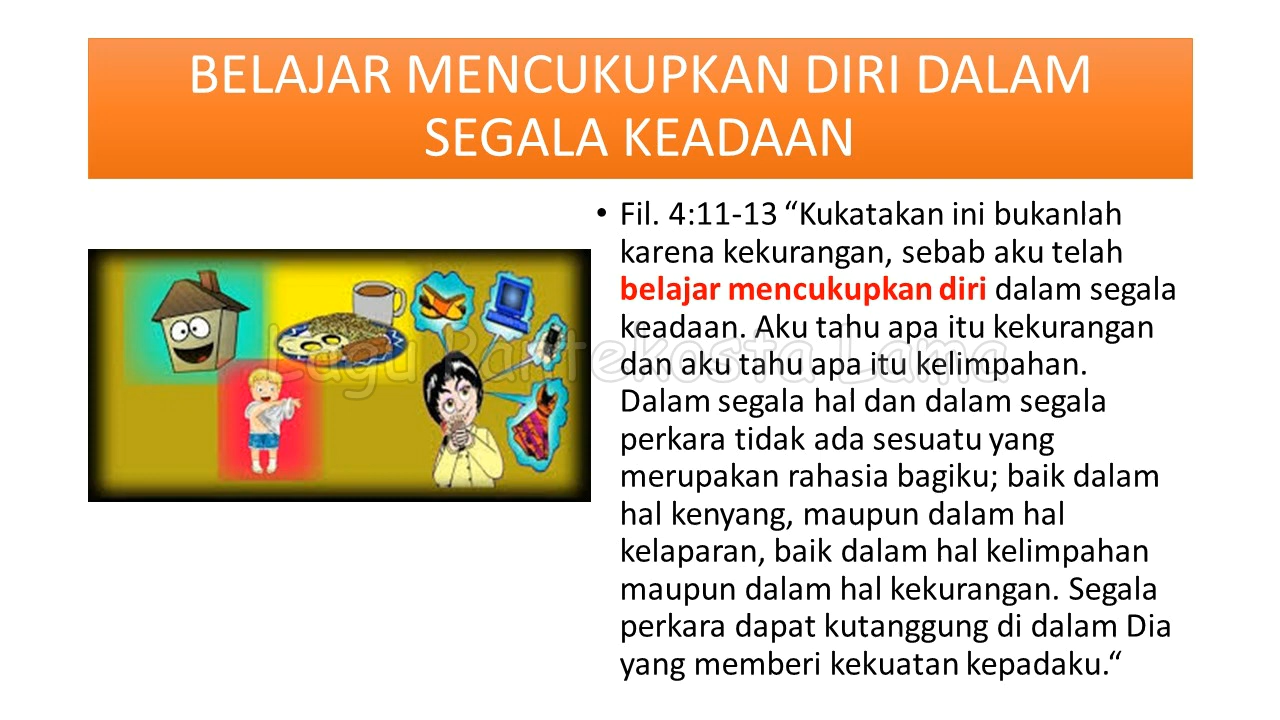 BELAJAR MENCUKUPKAN DIRI DALAM
SEGALA KEADAAN
• Fil. 4:11-13 “Kukatakan ini bukanlah
karena kekurangan, sebab aku telah
belajar mencukupkan diri dalam segala
keadaan. Aku tahu apa itu kekurangan
dan aku tahu apa itu kelimpahan.
Dalam segala hal dan dalam segala
perkara tidak ada sesuatu yang
merupakan rahasia bagiku; baik dalam
hal kenyang, maupun dalam hal
kelaparan, baik dalam hal kelimpahan
maupun dalam hal kekurangan. Segala
perkara dapat kutanggung di dalam Dia
yang memberi kekuatan kepadaku.“
Lagu Pantekosta Lama